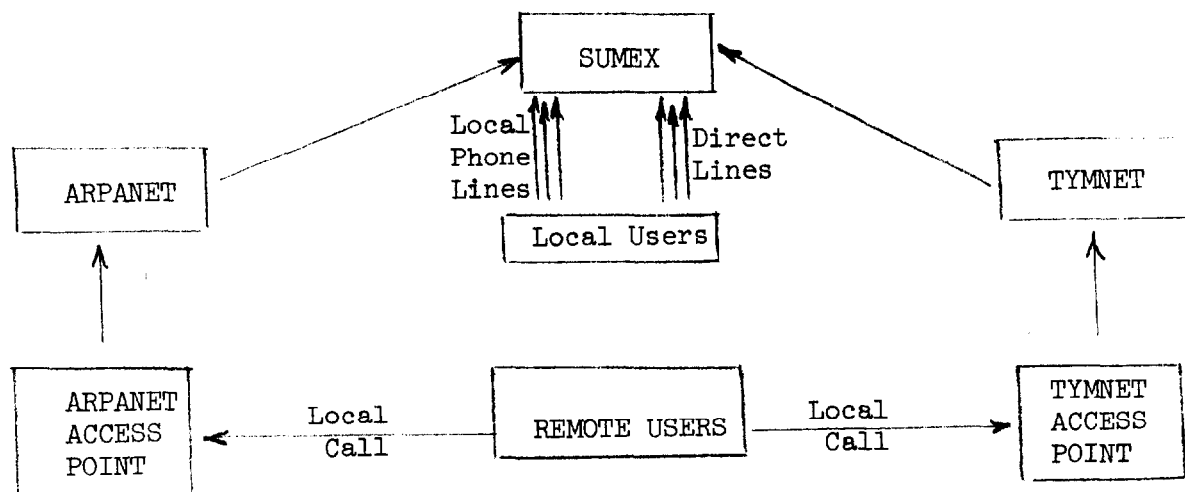 SUMEX
Local
Phone
Lines
Direct
Lines
ARPANET
TYMNET
Local Users
ARPANET
ACCESS
POINT
Local
Call
REMOTE USERS
Local
Call
TYMNET
ACCESS
POINT